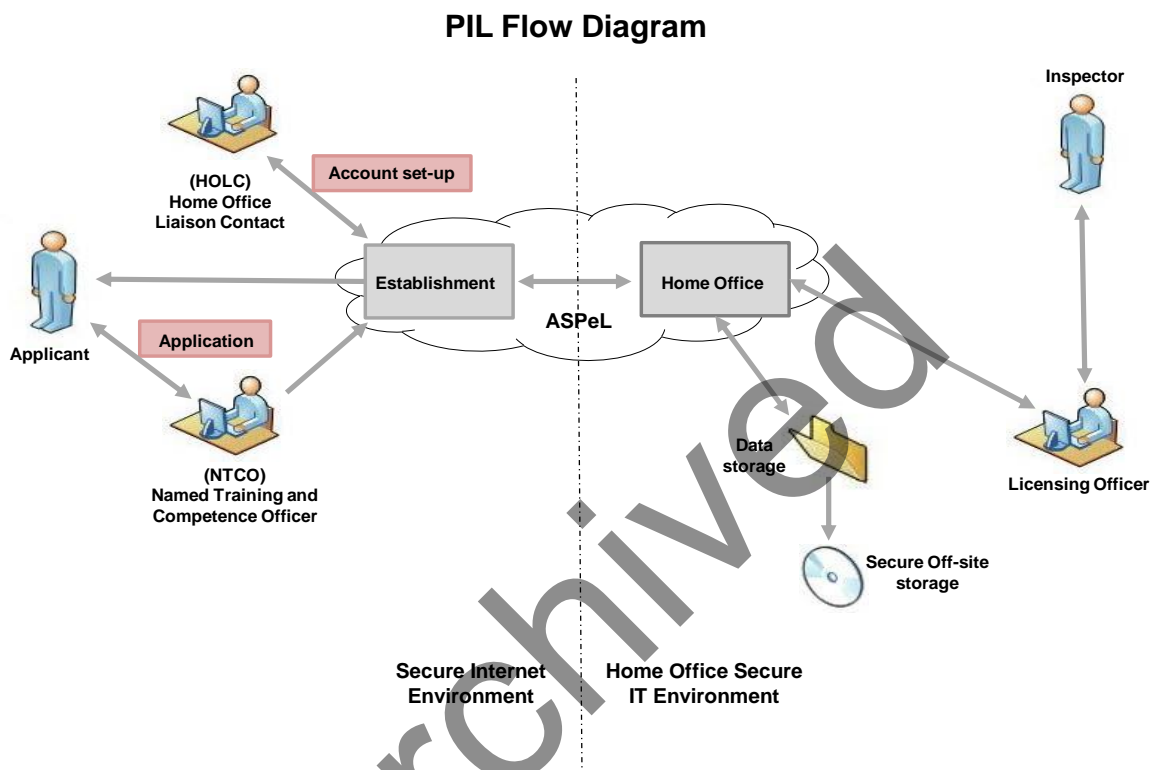 PIL Flow Diagram
Inspector
(HOLC)
Home Office
Liaison Contact
Account set-up
Establishment
Home Office
ASPeL
Applicant
Application
(NTCO)
Named Training and
Competence Officer
Data
storage
Licensing Officer
Secure Off-site
storage
Secure Internet
Environment
Home Office Secure
IT Environment
Archived